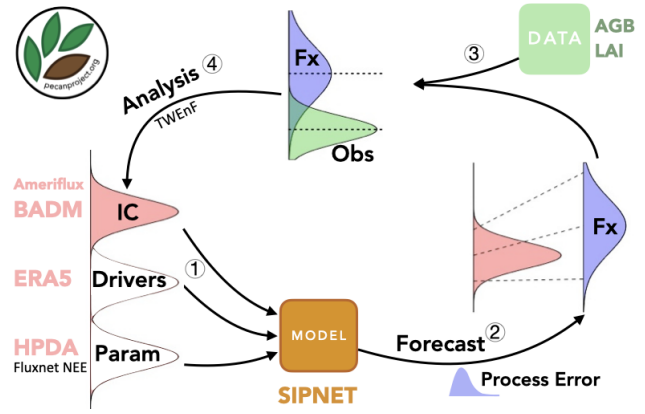 pecanproject.org
Analysis ④
TWEnF
Fx
Obs
③
DATA
AGB
LAI
Ameriflux
BADM
IC
ERA5
Drivers
①
HPDA
Fluxnet NEE
Param
MODEL
SIPNET
Forecast ②
Process Error
Fx